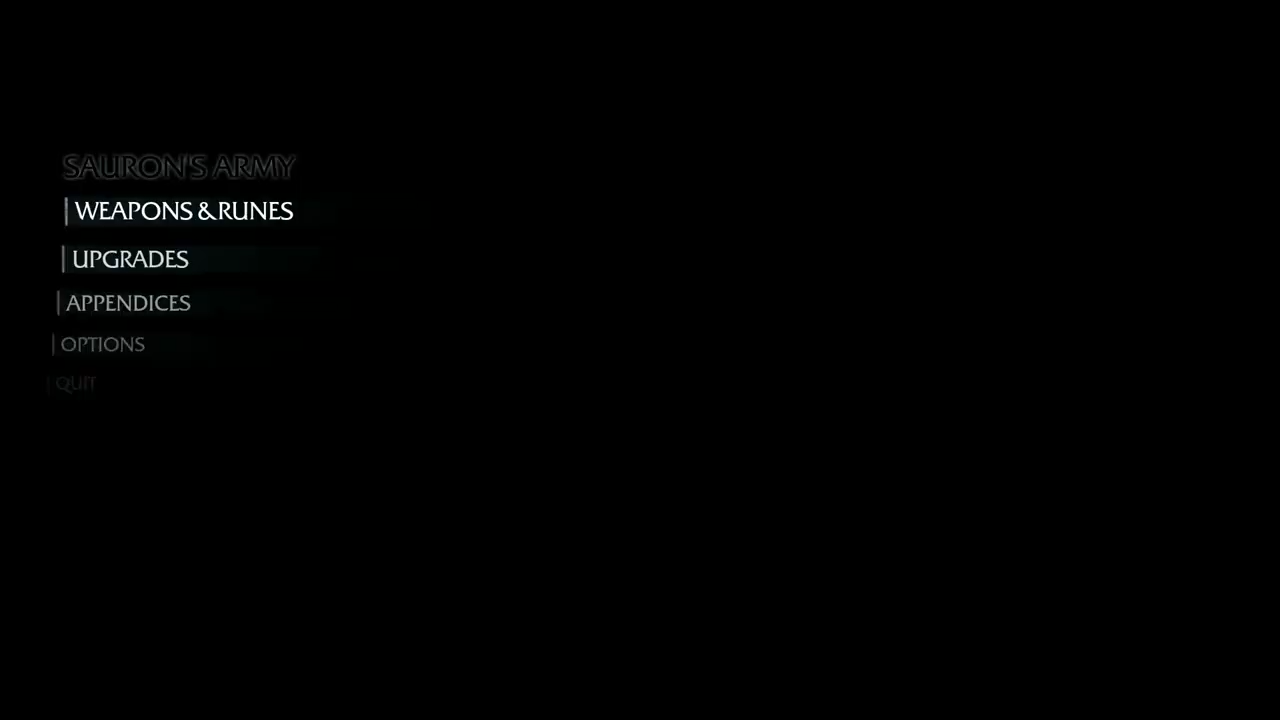 SAURON'S ARMY
WEAPONS & RUNES
UPGRADES
APPENDICES
OPTIONS
QUIT